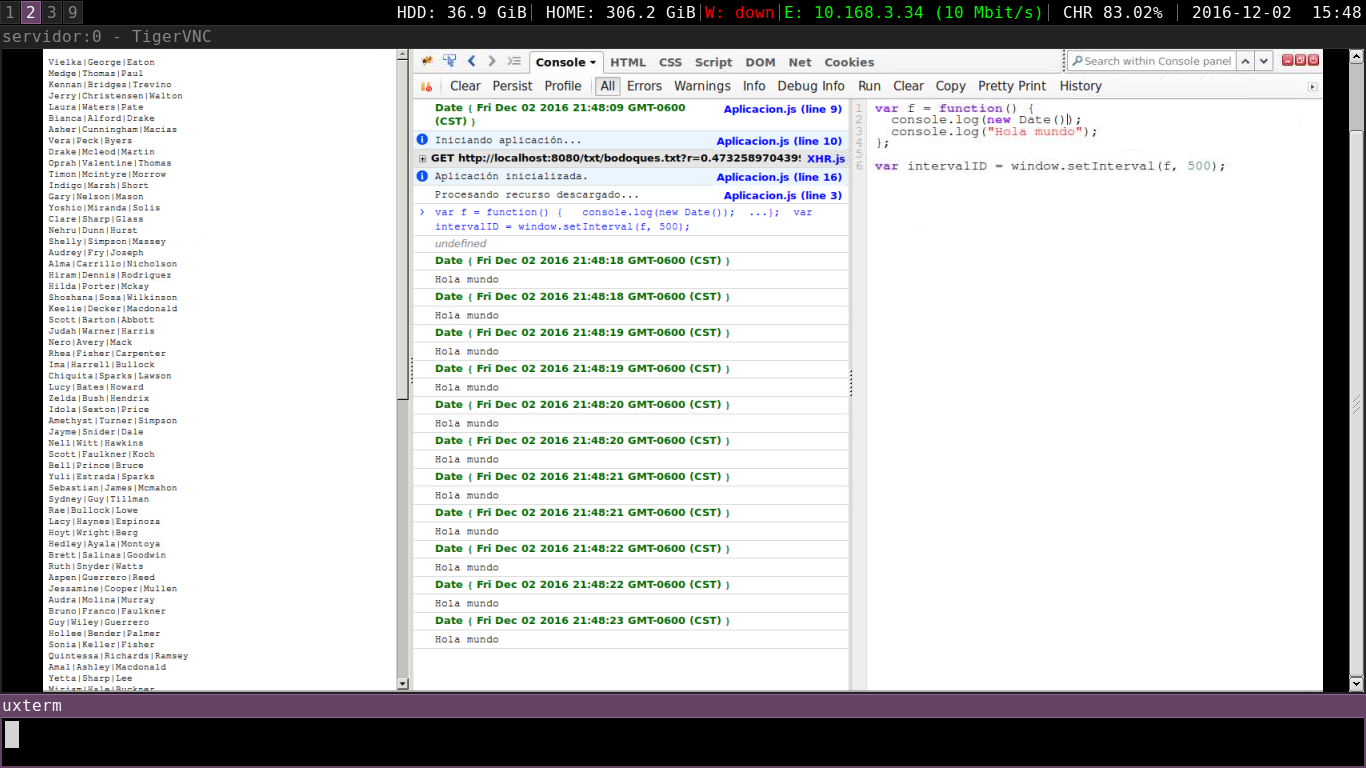 1 2 3 9 HDD: 36.9 GiB| HOME: 306.2 GiB|W: down|E: 10.168.3.34 (10 Mbit/s)| CHR 83.02% | 2016-12-02 15:48
servidor:0 - TigerVNC
Vielka|George|Eaton
Medge|Thomas|Paul
Kennan|Bridges|Trevino
Jerry|Christensen|Walton
Laura|Waters|Pate
Bianca|Alford|Drake
Asher|Cunningham|Macias
Vera|Peck|Byers
Drake|Mcleod|Martin
Oprah|Valentine|Thomas
Timon|Mcintyre|Morrow
Indigo|Marsh|Short
Gary|Nelson|Mason
Yoshio|Miranda|Solis
Clare|Sharp|Glass
Nehru|Dunn|Hurst
Shelly|Simpson|Massey
Audrey|Fry|Joseph
Alma|Carrillo|Nicholson
Hiram|Dennis|Rodriguez
Hilda|Porter|Mckay
Shoshana|Sosa|Wilkinson
Keelie|Decker|Macdonald
Scott|Barton|Abbott
Judah|Warner|Harris
Nero|Avery|Mack
Rhea|Fisher|Carpenter
Ima|Harrell|Bullock
Chiquita|Sparks|Lawson
Lucy|Bates|Howard
Zelda|Bush|Hendrix
Idola|Sexton|Price
Amethyst|Turner|Simpson
Jayme|Snider|Dale
Nell|Witt|Hawkins
Scott|Faulkner|Koch
Bell|Prince|Bruce
Yuli|Estrada|Sparks
Sebastian|James|Mcmahon
Sydney|Guy|Tillman
Rae|Bullock|Lowe
Lacy|Haynes|Espinoza
Hoyt|Wright|Berg
Hedley|Ayala|Montoya
Brett|Salinas|Goodwin
Ruth|Snyder|Watts
Aspen|Guerrero|Reed
Jessamine|Cooper|Mullen
Audra|Molina|Murray
Bruno|Franco|Faulkner
Guy|Wiley|Guerrero
Hollee|Bender|Palmer
Sonia|Keller|Fisher
Quintessa|Richards|Ramsey
Amal|Ashley|Macdonald
Yetta|Sharp|Lee
Miriam|Hale|Buckner
Console HTML CSS Script DOM Net Cookies Search within Console panel
Clear Persist Profile All Errors Warnings Info Debug Info Run Clear Copy Pretty Print History
Date { Fri Dec 02 2016 21:48:09 GMT-0600 Aplicacion.js (line 9)
(CST) }
Iniciando aplicación... Aplicacion.js (line 10)
GET http://localhost:8080/txt/bodoques.txt?r=0.473258970439 XHR.js
Aplicación inicializada. Aplicacion.js (line 16)
Procesando recurso descargado... Aplicacion.js (line 3)
var f = function() { console.log(new Date()); ...}; var
intervalID = window.setInterval(f, 500);
undefined
Date { Fri Dec 02 2016 21:48:18 GMT-0600 (CST) }
Hola mundo
Date { Fri Dec 02 2016 21:48:18 GMT-0600 (CST) }
Hola mundo
Date { Fri Dec 02 2016 21:48:19 GMT-0600 (CST) }
Hola mundo
Date { Fri Dec 02 2016 21:48:19 GMT-0600 (CST) }
Hola mundo
Date { Fri Dec 02 2016 21:48:20 GMT-0600 (CST) }
Hola mundo
Date { Fri Dec 02 2016 21:48:20 GMT-0600 (CST) }
Hola mundo
Date { Fri Dec 02 2016 21:48:21 GMT-0600 (CST) }
Hola mundo
Date { Fri Dec 02 2016 21:48:21 GMT-0600 (CST) }
Hola mundo
Date { Fri Dec 02 2016 21:48:22 GMT-0600 (CST) }
Hola mundo
Date { Fri Dec 02 2016 21:48:22 GMT-0600 (CST) }
Hola mundo
Date { Fri Dec 02 2016 21:48:23 GMT-0600 (CST) }
Hola mundo
1 var f = function() {
2 console.log(new Date());
3 console.log("Hola mundo");
4 };
5
6 var intervalID = window.setInterval(f, 500);
uxterm